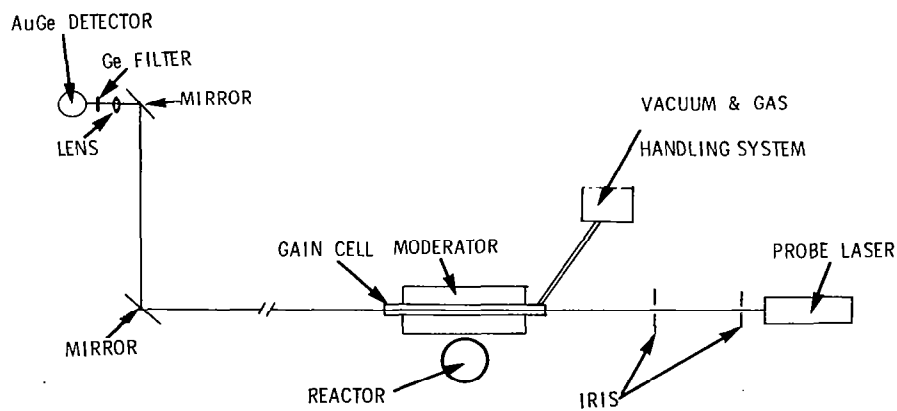 AuGe DETECTOR
Ge FILTER
MIRROR
LENS
VACUUM & GAS
HANDLING SYSTEM
GAIN CELL
MODERATOR
PROBE LASER
MIRROR
REACTOR
IRIS